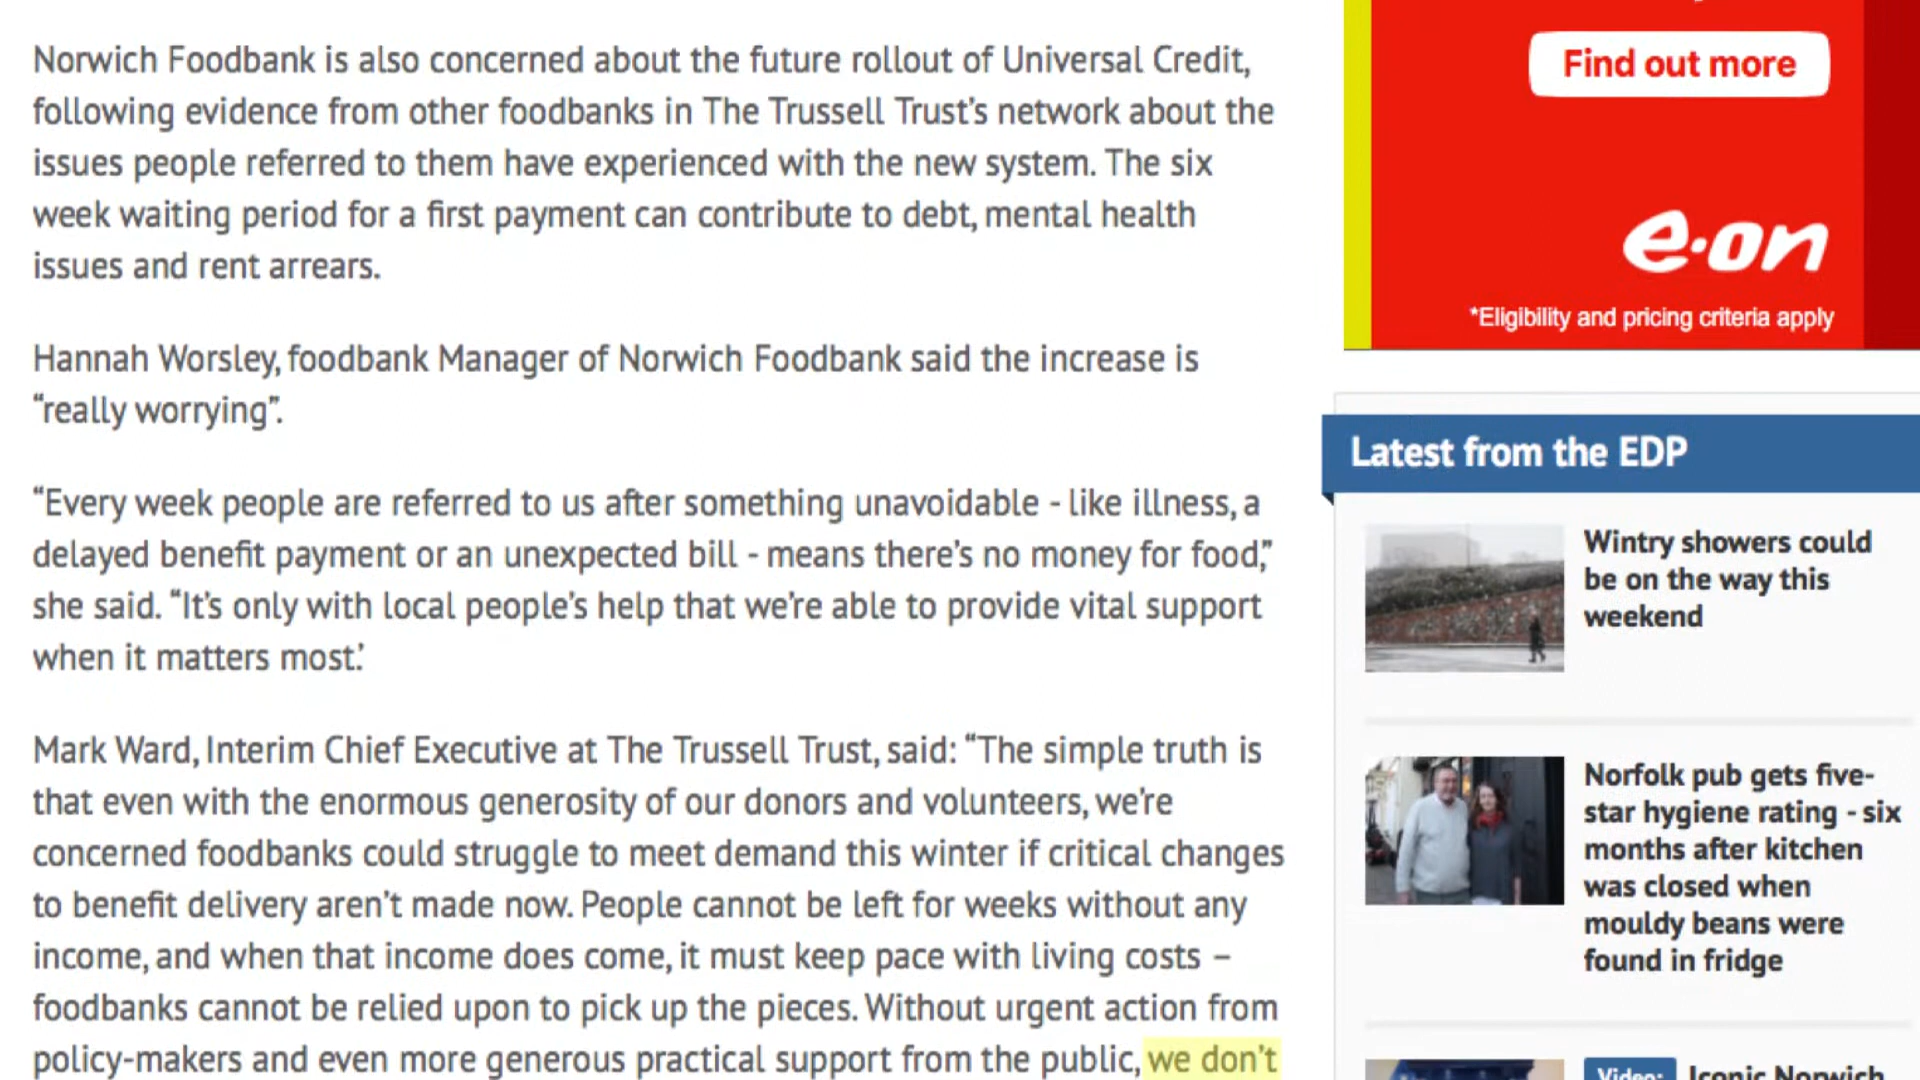 Norwich Foodbank is also concerned about the future rollout of Universal Credit,
following evidence from other foodbanks in The Trussell Trust's network about the
issues people referred to them have experienced with the new system. The six
week waiting period for a first payment can contribute to debt, mental health
issues and rent arrears.
Hannah Worsley, foodbank Manager of Norwich Foodbank said the increase is
“really worrying”.
“Every week people are referred to us after something unavoidable - like illness, a
delayed benefit payment or an unexpected bill - means there's no money for food,”
she said. “It's only with local people's help that we're able to provide vital support
when it matters most.’
Mark Ward, Interim Chief Executive at The Trussell Trust, said: “The simple truth is
that even with the enormous generosity of our donors and volunteers, we're
concerned foodbanks could struggle to meet demand this winter if critical changes
to benefit delivery aren't made now. People cannot be left for weeks without any
income, and when that income does come, it must keep pace with living costs –
foodbanks cannot be relied upon to pick up the pieces. Without urgent action from
policy-makers and even more generous practical support from the public, we don't
Find out more
e·on
*Eligibility and pricing criteria apply
Latest from the EDP
Wintry showers could
be on the way this
weekend
Norfolk pub gets five-
star hygiene rating - six
months after kitchen
was closed when
mouldy beans were
found in fridge
Video: Iconic Norwich